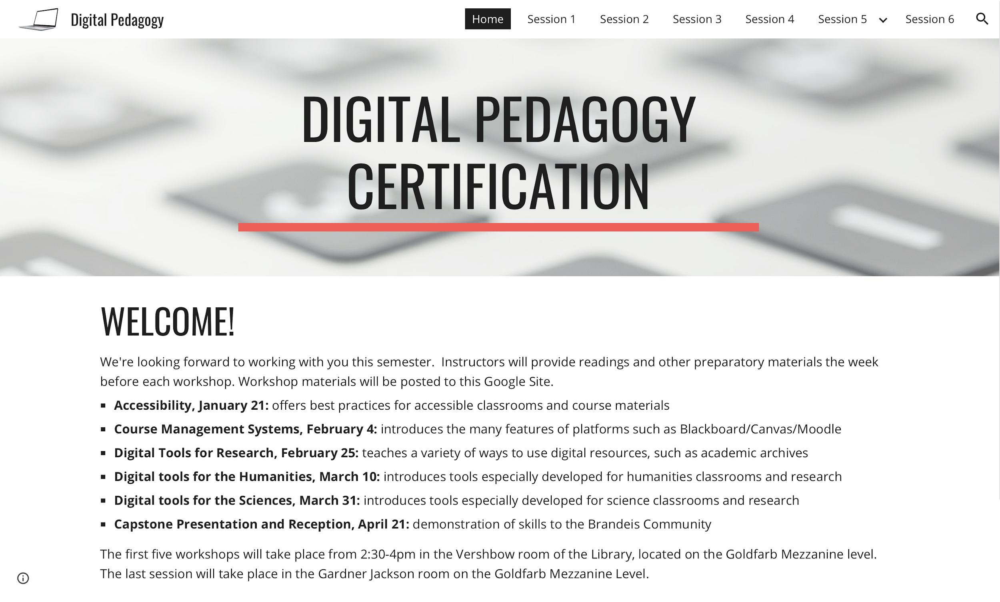 Digital Pedagogy
Home Session 1 Session 2 Session 3 Session 4 Session 5 Session 6
DIGITAL PEDAGOGY
CERTIFICATION
WELCOME!
We're looking forward to working with you this semester.  Instructors will provide readings and other preparatory materials the week
before each workshop. Workshop materials will be posted to this Google Site.
▪ Accessibility, January 21: offers best practices for accessible classrooms and course materials
▪ Course Management Systems, February 4: introduces the many features of platforms such as Blackboard/Canvas/Moodle
▪ Digital Tools for Research, February 25: teaches a variety of ways to use digital resources, such as academic archives
▪ Digital tools for the Humanities, March 10: introduces tools especially developed for humanities classrooms and research
▪ Digital tools for the Sciences, March 31: introduces tools especially developed for science classrooms and research
▪ Capstone Presentation and Reception, April 21: demonstration of skills to the Brandeis Community
The first five workshops will take place from 2:30-4pm in the Vershbow room of the Library, located on the Goldfarb Mezzanine level.
The last session will take place in the Gardner Jackson room on the Goldfarb Mezzanine Level.